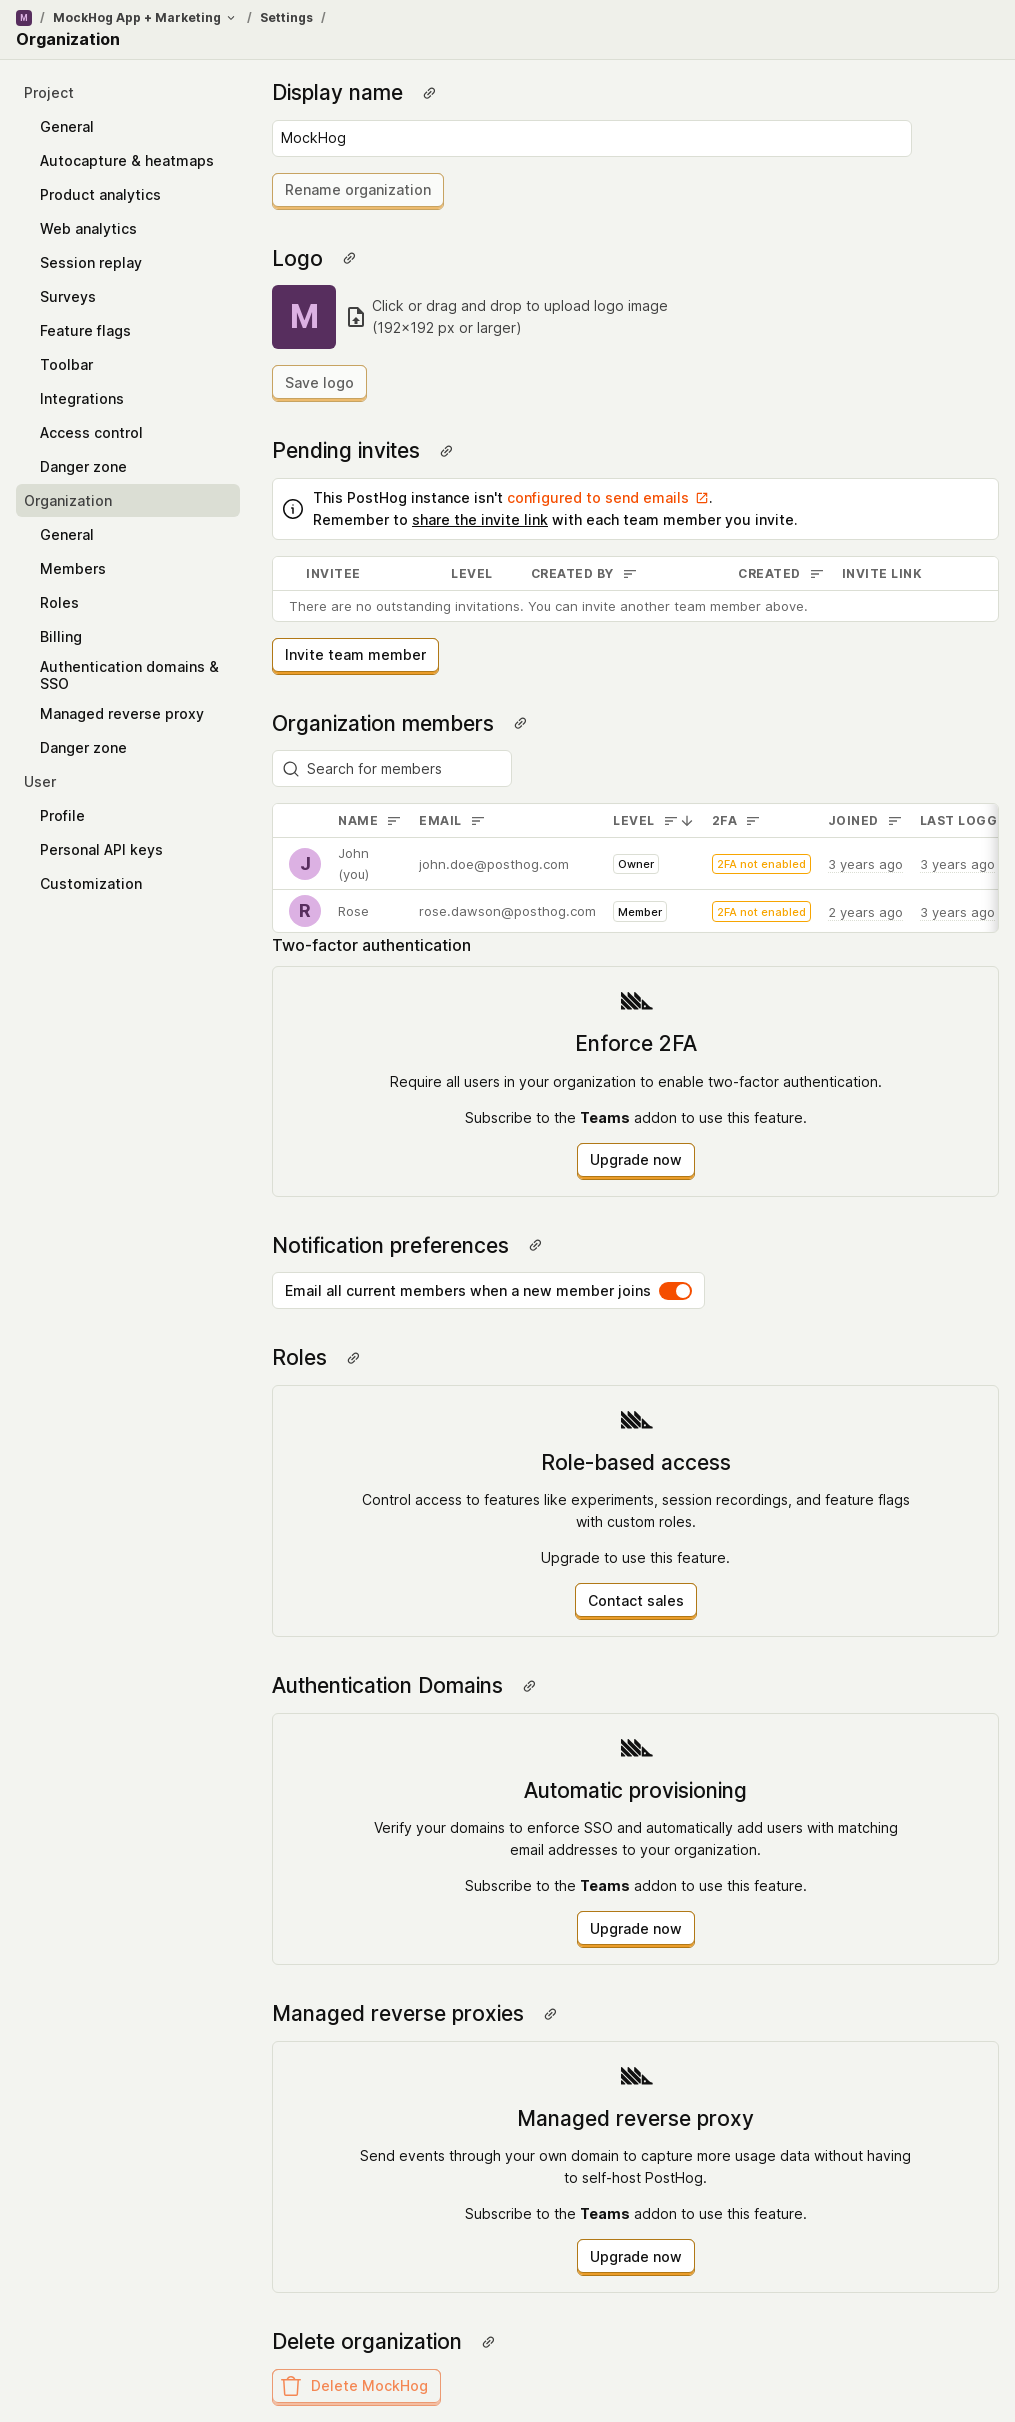 M / MockHog App + Marketing / Settings /
Organization
Project
General
Autocapture & heatmaps
Product analytics
Web analytics
Session replay
Surveys
Feature flags
Toolbar
Integrations
Access control
Danger zone
Organization
General
Members
Roles
Billing
Authentication domains &
SSO
Managed reverse proxy
Danger zone
User
Profile
Personal API keys
Customization
Display name
MockHog
Rename organization
Logo
M
Click or drag and drop to upload logo image
(192×192 px or larger)
Save logo
Pending invites
This PostHog instance isn't configured to send emails.
Remember to share the invite link with each team member you invite.
INVITEE LEVEL CREATED BY CREATED INVITE LINK
There are no outstanding invitations. You can invite another team member above.
Invite team member
Organization members
Search for members
NAME EMAIL LEVEL 2FA JOINED LAST LOGG
J John (you) john.doe@posthog.com Owner 2FA not enabled 3 years ago 3 years ago
R Rose rose.dawson@posthog.com Member 2FA not enabled 2 years ago 3 years ago
Two-factor authentication
Enforce 2FA
Require all users in your organization to enable two-factor authentication.
Subscribe to the Teams addon to use this feature.
Upgrade now
Notification preferences
Email all current members when a new member joins
Roles
Role-based access
Control access to features like experiments, session recordings, and feature flags
with custom roles.
Upgrade to use this feature.
Contact sales
Authentication Domains
Automatic provisioning
Verify your domains to enforce SSO and automatically add users with matching
email addresses to your organization.
Subscribe to the Teams addon to use this feature.
Upgrade now
Managed reverse proxies
Managed reverse proxy
Send events through your own domain to capture more usage data without having
to self-host PostHog.
Subscribe to the Teams addon to use this feature.
Upgrade now
Delete organization
Delete MockHog